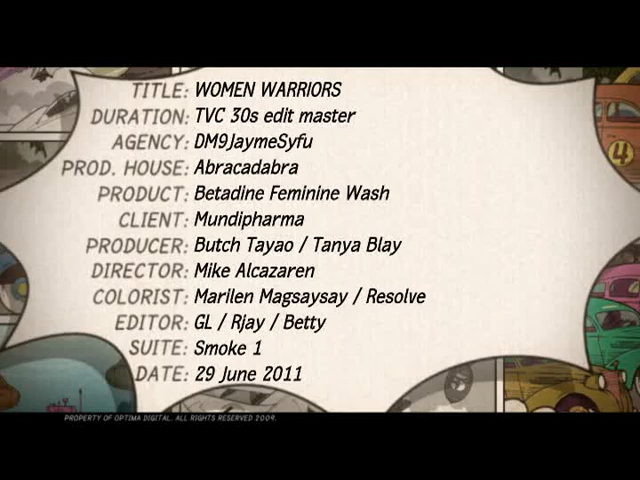 TITLE: WOMEN WARRIORS
DURATION: TVC 30s edit master
AGENCY: DM9JaymeSyfu
PROD. HOUSE: Abracadabra
PRODUCT: Betadine Feminine Wash
CLIENT: Mundipharma
PRODUCER: Butch Tayao / Tanya Blay
DIRECTOR: Mike Alcazaren
COLORIST: Marilen Magsaysay / Resolve
EDITOR: GL / Rjay / Betty
SUITE: Smoke 1
DATE: 29 June 2011
4
PROPERTY OF OPTIMA DIGITAL. ALL RIGHTS RESERVED 2009.